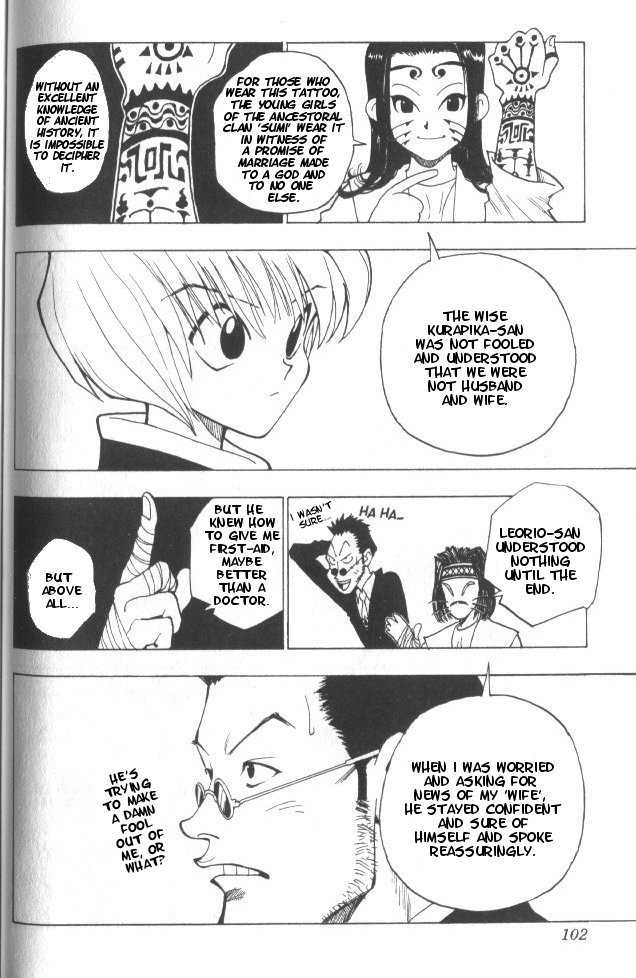 FOR THOSE WHO
WEAR THIS TATTOO,
THE YOUNG GIRLS
OF THE ANCESTORAL
CLAN 'SUMI' WEAR IT
IN WITNESS OF
A PROMISE OF
MARRIAGE MADE
TO A GOD AND
TO NO ONE
ELSE.
WITHOUT AN
EXCELLENT
KNOWLEDGE
OF ANCIENT
HISTORY, IT
IS IMPOSSIBLE
TO DECIPHER
IT.
THE WISE
KURAPIKA-SAN
WAS NOT FOOLED
AND UNDERSTOOD
THAT WE WERE
NOT HUSBAND
AND WIFE.
LEORIO-SAN
UNDERSTOOD
NOTHING
UNTIL THE
END.
HA HA...
I WASN'T
SURE...
BUT HE
KNEW HOW
TO GIVE ME
FIRST-AID,
MAYBE
BETTER
THAN A
DOCTOR.
BUT
ABOVE
ALL...
WHEN I WAS WORRIED
AND ASKING FOR
NEWS OF MY 'WIFE',
HE STAYED CONFIDENT
AND SURE OF
HIMSELF AND SPOKE
REASSURINGLY.
HE'S
TRYING
TO MAKE
A DAMN
FOOL
OUT OF
ME, OR
WHAT?
102